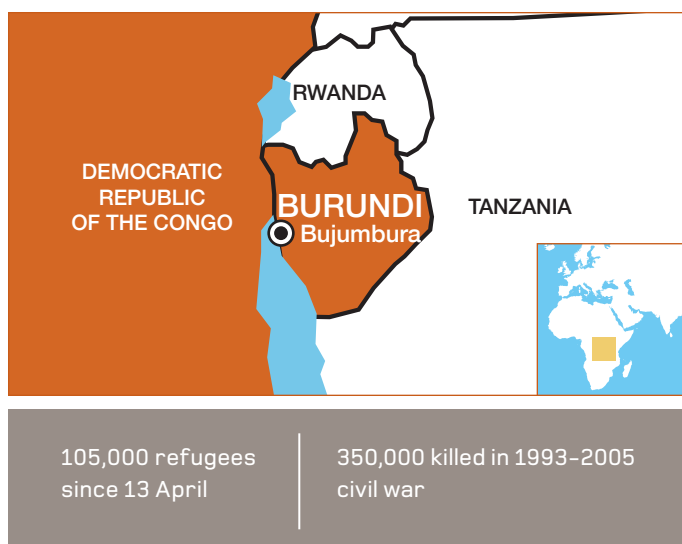 RWANDA
DEMOCRATIC
REPUBLIC
OF THE CONGO
BURUNDI
Bujumbura
TANZANIA
105,000 refugees
since 13 April
350,000 killed in 1993–2005
civil war